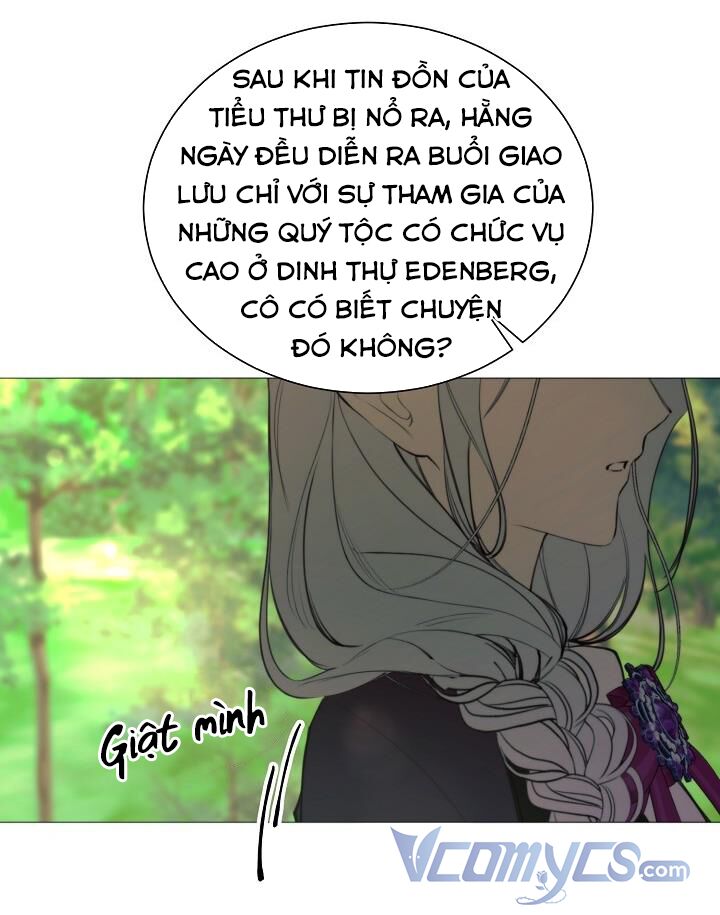 SAU KHI TIN ĐỒN CỦA
TIỂU THƯ BỊ NỔ RA, HẰNG
NGÀY ĐỀU DIỄN RA BUỔI GIAO
LƯU CHỈ VỚI SỰ THAM GIA CỦA
NHỮNG QUÝ TỘC CÓ CHỨC VỤ
CAO Ở DINH THỰ EDENBERG,
CÔ CÓ BIẾT CHUYỆN
ĐÓ KHÔNG?
Giật mình
VCOMYCS.com